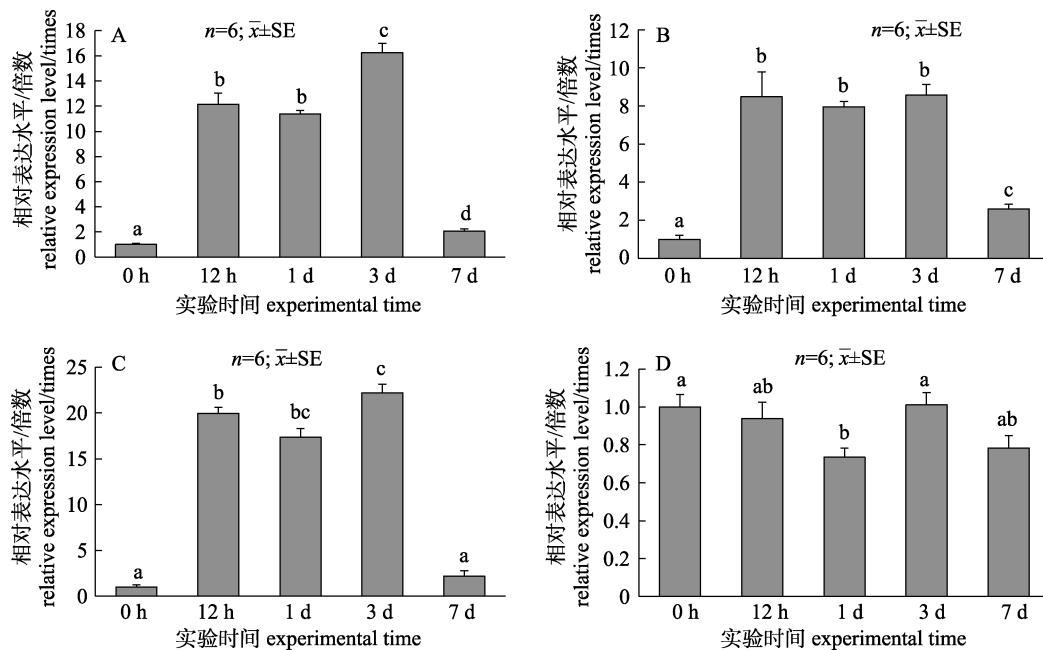 A
n=6; x̄±SE
相对表达水平/倍数
relative expression level/times
18
16
14
12
10
8
6
4
2
0
a
b
b
c
d
0 h 12 h 1 d 3 d 7 d
实验时间 experimental time
B
n=6; x̄±SE
相对表达水平/倍数
relative expression level/times
12
10
8
6
4
2
0
a
b
b
b
c
0 h 12 h 1 d 3 d 7 d
实验时间 experimental time
C
n=6; x̄±SE
相对表达水平/倍数
relative expression level/times
25
20
15
10
5
0
a
b
bc
c
a
0 h 12 h 1 d 3 d 7 d
实验时间 experimental time
D
n=6; x̄±SE
相对表达水平/倍数
relative expression level/times
1.2
1.0
0.8
0.6
0.4
0.2
0
a
ab
b
a
ab
0 h 12 h 1 d 3 d 7 d
实验时间 experimental time